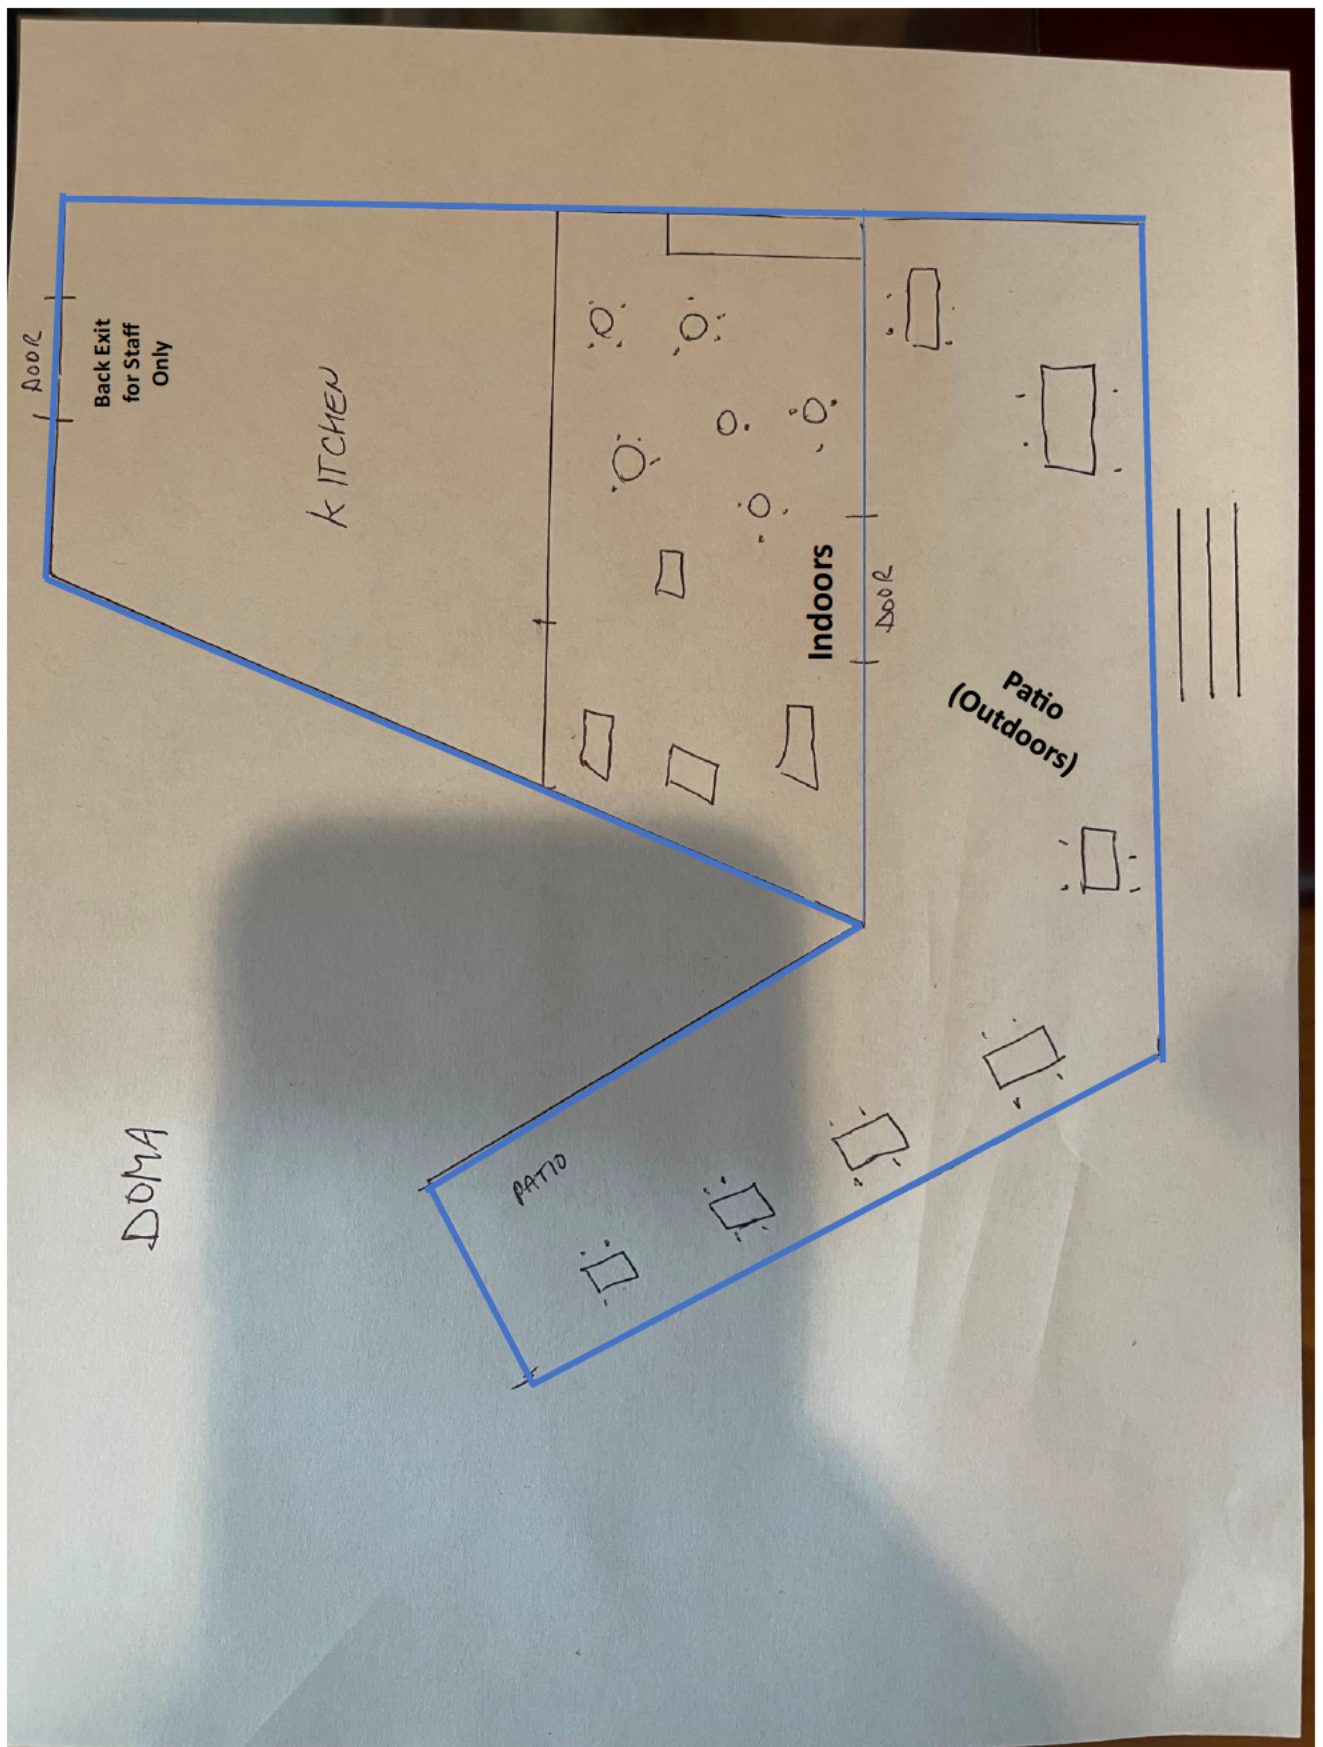 DOOR
Back Exit
for Staff
Only
KITCHEN
Indoors
DOOR
Patio
(Outdoors)
PATIO
DOMA